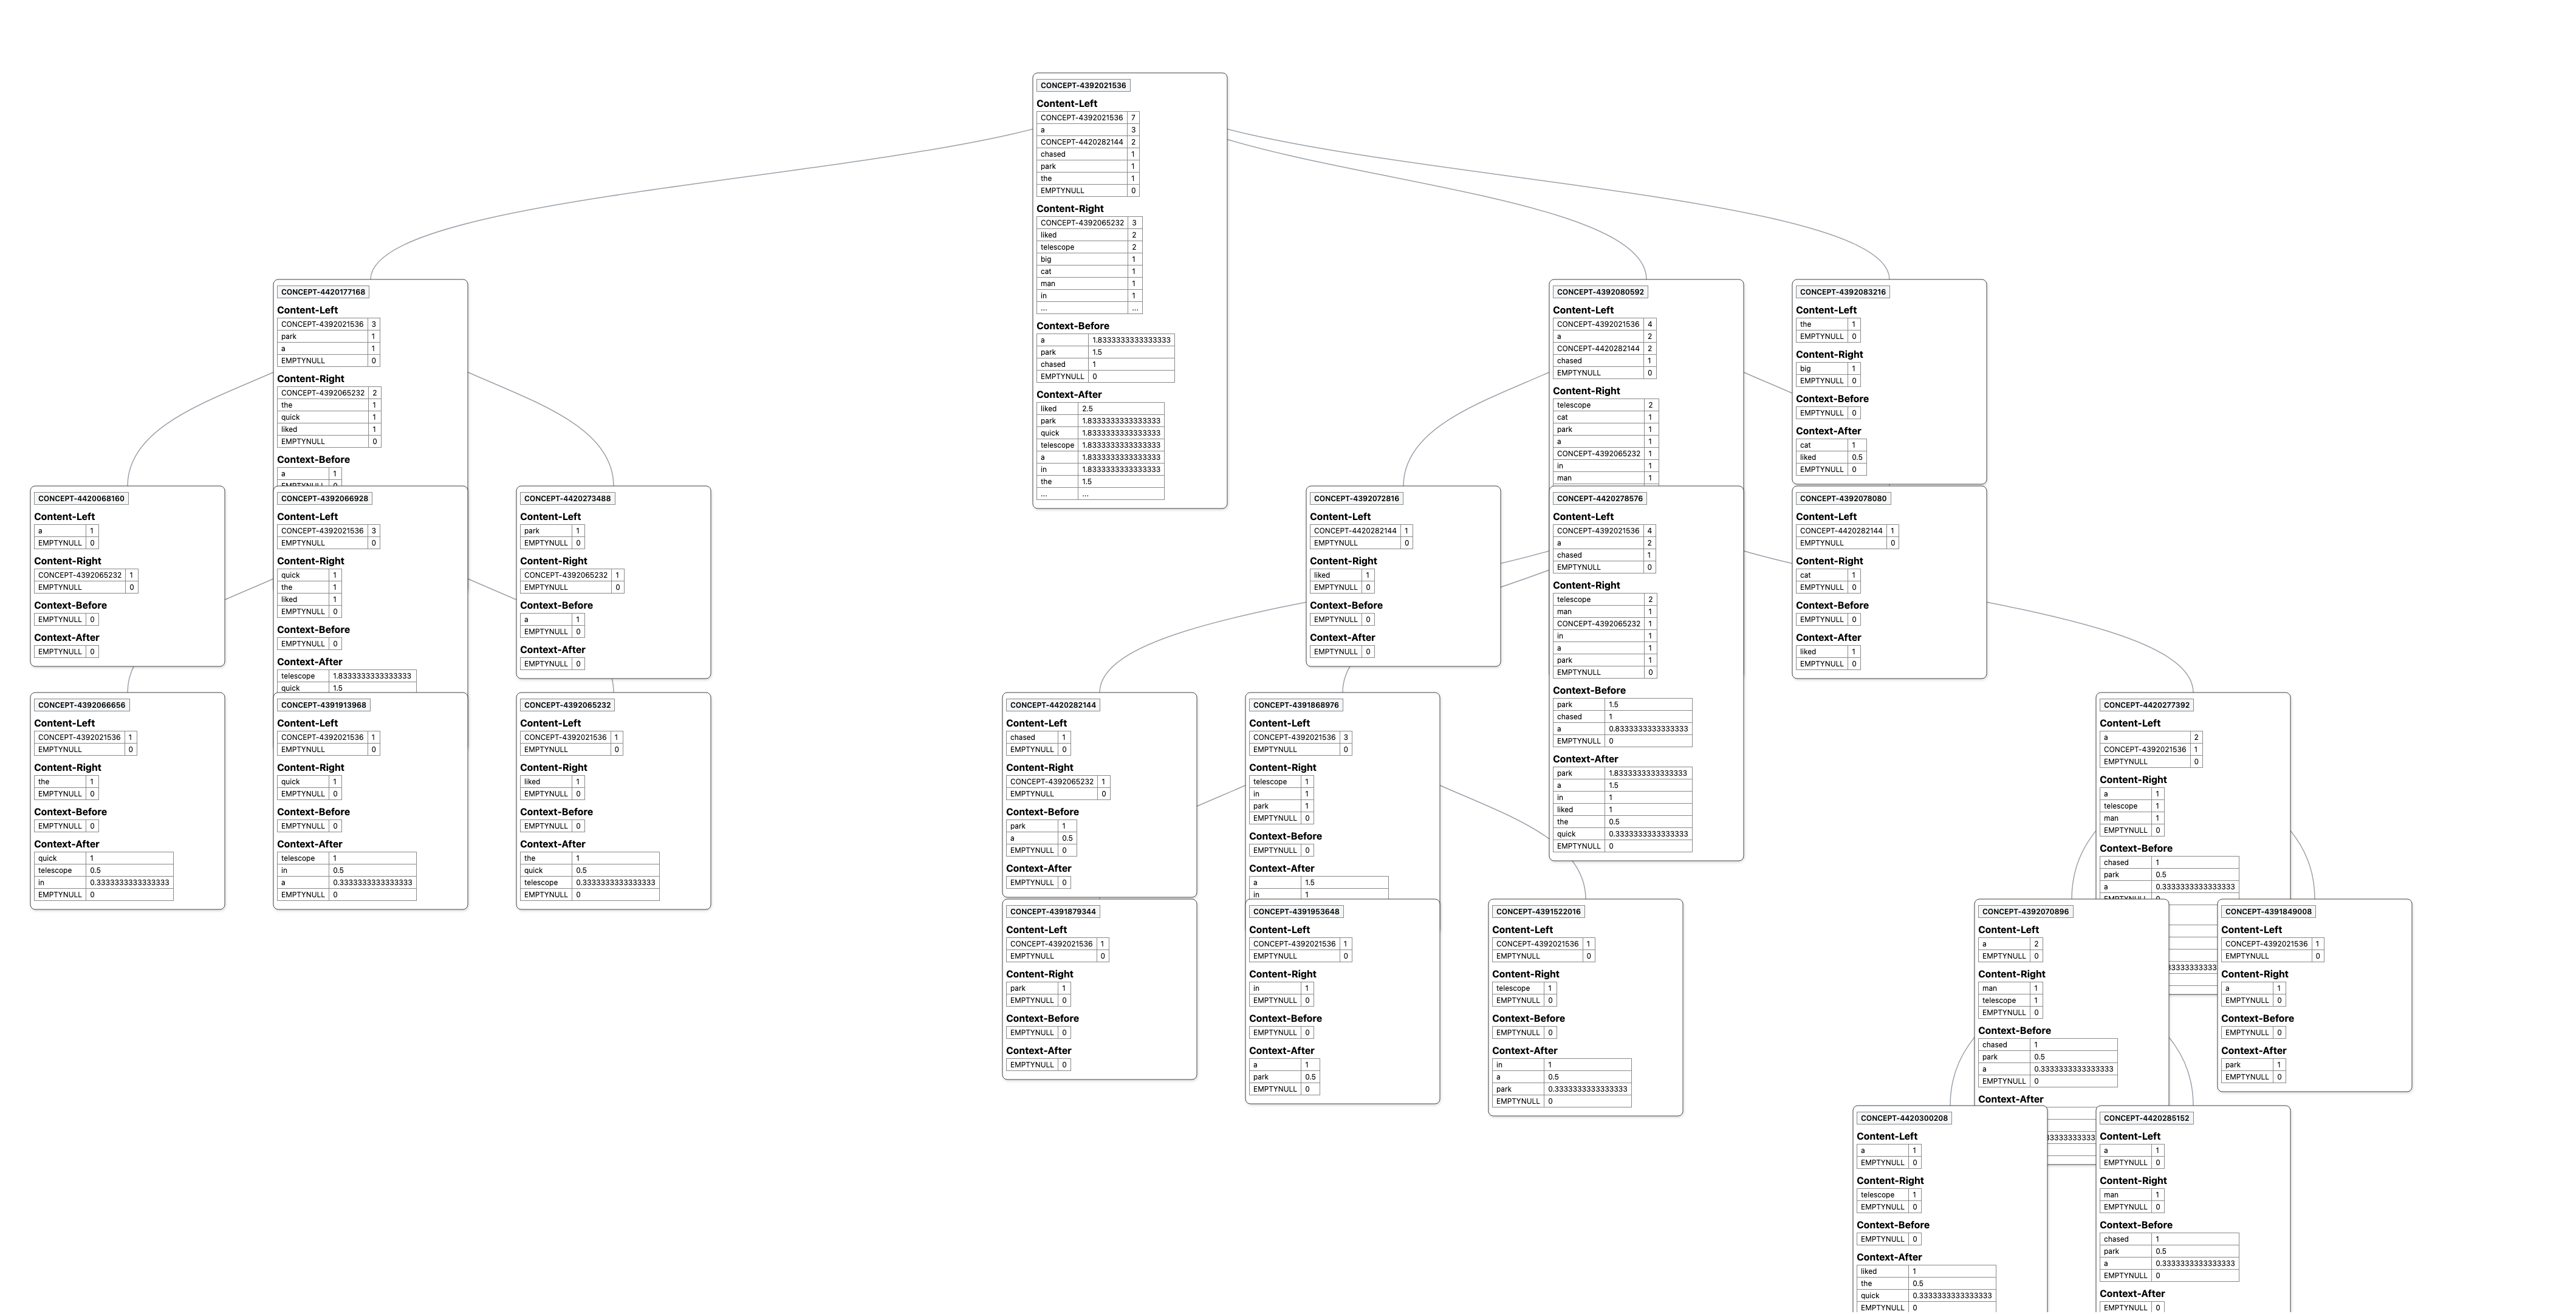 CONCEPT-4392021536
Content-Left
CONCEPT-4392021536 7
a 3
CONCEPT-4420282144 2
chased 1
park 1
the 1
EMPTYNULL 0
Content-Right
CONCEPT-4392065232 3
liked 2
telescope 2
big 1
cat 1
man 1
in 1
... ...
Context-Before
a 1.8333333333333333
park 1.5
chased 1
EMPTYNULL 0
Context-After
liked 2.5
park 1.8333333333333333
quick 1.8333333333333333
telescope 1.8333333333333333
a 1.8333333333333333
in 1.8333333333333333
the 1.5
... ...
CONCEPT-4420177168
Content-Left
CONCEPT-4392021536 3
park 1
a 1
EMPTYNULL 0
Content-Right
CONCEPT-4392065232 2
the 1
quick 1
liked 1
EMPTYNULL 0
Context-Before
a 1
EMPTYNULL 0
CONCEPT-4392080592
Content-Left
CONCEPT-4392021536 4
a 2
CONCEPT-4420282144 2
chased 1
EMPTYNULL 0
Content-Right
telescope 2
cat 1
park 1
a 1
CONCEPT-4392065232 1
in 1
man 1
CONCEPT-4392083216
Content-Left
the 1
EMPTYNULL 0
Content-Right
big 1
EMPTYNULL 0
Context-Before
EMPTYNULL 0
Context-After
cat 1
liked 0.5
EMPTYNULL 0
CONCEPT-4420068160
Content-Left
a 1
EMPTYNULL 0
Content-Right
CONCEPT-4392065232 1
EMPTYNULL 0
Context-Before
EMPTYNULL 0
Context-After
EMPTYNULL 0
CONCEPT-4392066928
Content-Left
CONCEPT-4392021536 3
EMPTYNULL 0
Content-Right
quick 1
the 1
liked 1
EMPTYNULL 0
Context-Before
EMPTYNULL 0
Context-After
telescope 1.8333333333333333
quick 1.5
CONCEPT-4420273488
Content-Left
park 1
EMPTYNULL 0
Content-Right
CONCEPT-4392065232 1
EMPTYNULL 0
Context-Before
a 1
EMPTYNULL 0
Context-After
EMPTYNULL 0
CONCEPT-4392072816
Content-Left
CONCEPT-4420282144 1
EMPTYNULL 0
Content-Right
liked 1
EMPTYNULL 0
Context-Before
EMPTYNULL 0
Context-After
EMPTYNULL 0
CONCEPT-4420278576
Content-Left
CONCEPT-4392021536 4
a 2
chased 1
EMPTYNULL 0
Content-Right
telescope 2
man 1
CONCEPT-4392065232 1
in 1
a 1
park 1
EMPTYNULL 0
Context-Before
park 1.5
chased 1
a 0.8333333333333333
EMPTYNULL 0
Context-After
park 1.8333333333333333
a 1.5
in 1
liked 1
the 0.5
quick 0.3333333333333333
EMPTYNULL 0
CONCEPT-4392078080
Content-Left
CONCEPT-4420282144 1
EMPTYNULL 0
Content-Right
cat 1
EMPTYNULL 0
Context-Before
EMPTYNULL 0
Context-After
liked 1
EMPTYNULL 0
CONCEPT-4392066656
Content-Left
CONCEPT-4392021536 1
EMPTYNULL 0
Content-Right
the 1
EMPTYNULL 0
Context-Before
EMPTYNULL 0
Context-After
quick 1
telescope 0.5
in 0.3333333333333333
EMPTYNULL 0
CONCEPT-4391913968
Content-Left
CONCEPT-4392021536 1
EMPTYNULL 0
Content-Right
quick 1
EMPTYNULL 0
Context-Before
EMPTYNULL 0
Context-After
telescope 1
in 0.5
a 0.3333333333333333
EMPTYNULL 0
CONCEPT-4392065232
Content-Left
CONCEPT-4392021536 1
EMPTYNULL 0
Content-Right
liked 1
EMPTYNULL 0
Context-Before
EMPTYNULL 0
Context-After
the 1
quick 0.5
telescope 0.3333333333333333
EMPTYNULL 0
CONCEPT-4420282144
Content-Left
chased 1
EMPTYNULL 0
Content-Right
CONCEPT-4392065232 1
EMPTYNULL 0
Context-Before
park 1
a 0.5
EMPTYNULL 0
Context-After
EMPTYNULL 0
CONCEPT-4391868976
Content-Left
CONCEPT-4392021536 3
EMPTYNULL 0
Content-Right
telescope 1
in 1
park 1
EMPTYNULL 0
Context-Before
EMPTYNULL 0
Context-After
a 1.5
in 1
CONCEPT-4420277392
Content-Left
a 2
CONCEPT-4392021536 1
EMPTYNULL 0
Content-Right
a 1
telescope 1
man 1
EMPTYNULL 0
Context-Before
chased 1
park 0.5
a 0.3333333333333333
EMPTYNULL 0
CONCEPT-4391879344
Content-Left
CONCEPT-4392021536 1
EMPTYNULL 0
Content-Right
park 1
EMPTYNULL 0
Context-Before
EMPTYNULL 0
Context-After
EMPTYNULL 0
CONCEPT-4391953648
Content-Left
CONCEPT-4392021536 1
EMPTYNULL 0
Content-Right
in 1
EMPTYNULL 0
Context-Before
EMPTYNULL 0
Context-After
a 1
park 0.5
EMPTYNULL 0
CONCEPT-4391522016
Content-Left
CONCEPT-4392021536 1
EMPTYNULL 0
Content-Right
telescope 1
EMPTYNULL 0
Context-Before
EMPTYNULL 0
Context-After
in 1
a 0.5
park 0.3333333333333333
EMPTYNULL 0
CONCEPT-4392070896
Content-Left
a 2
EMPTYNULL 0
Content-Right
man 1
telescope 1
EMPTYNULL 0
Context-Before
chased 1
park 0.5
a 0.3333333333333333
EMPTYNULL 0
Context-After
CONCEPT-4391849008
Content-Left
CONCEPT-4392021536 1
EMPTYNULL 0
Content-Right
a 1
EMPTYNULL 0
Context-Before
EMPTYNULL 0
Context-After
park 1
EMPTYNULL 0
CONCEPT-4420300208
Content-Left
a 1
EMPTYNULL 0
Content-Right
telescope 1
EMPTYNULL 0
Context-Before
EMPTYNULL 0
Context-After
liked 1
the 0.5
quick 0.3333333333333333
EMPTYNULL 0
CONCEPT-4420285152
Content-Left
a 1
EMPTYNULL 0
Content-Right
man 1
EMPTYNULL 0
Context-Before
chased 1
park 0.5
a 0.3333333333333333
EMPTYNULL 0
Context-After
EMPTYNULL 0